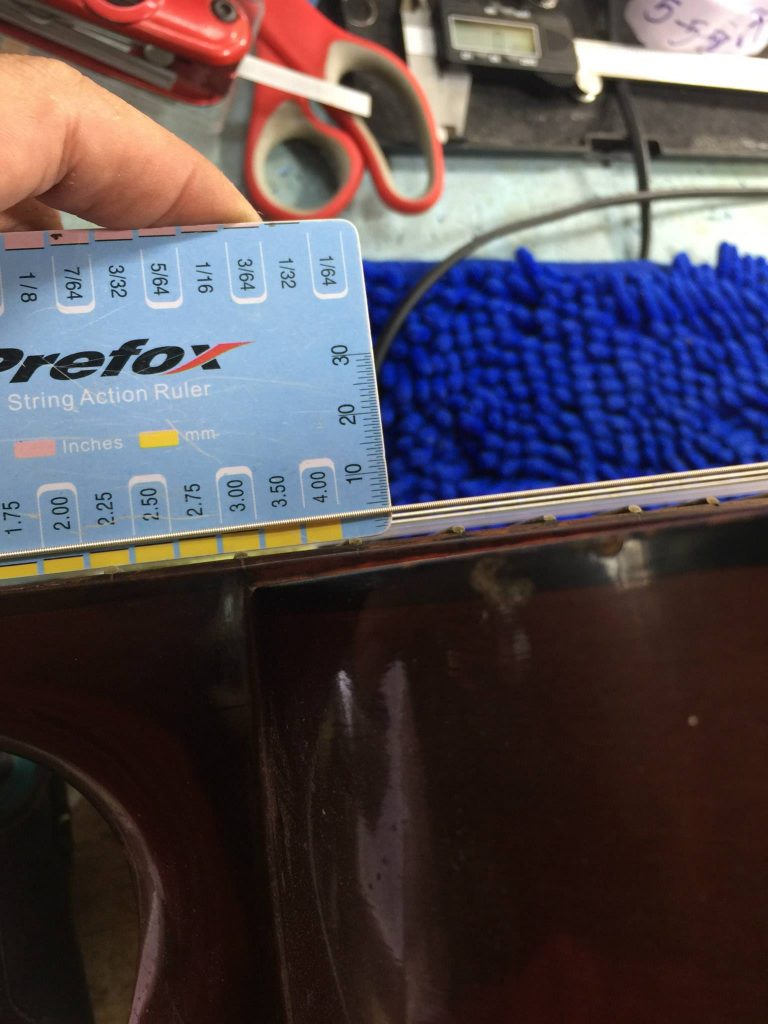 1/8 7/64 3/32 5/64 1/16 3/64 1/32 1/64
Prefox
String Action Ruler
Inches mm
1.75 2.00 2.25 2.50 2.75 3.00 3.50 4.00
10 20 30